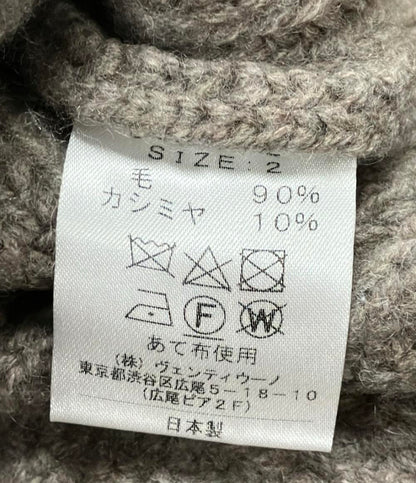 SIZE:2
毛 90%
カシミヤ 10%
F W
あて布使用
(株)ヴェンティウーノ
東京都渋谷区広尾5-18-10
(広尾ピア2F)
日本製